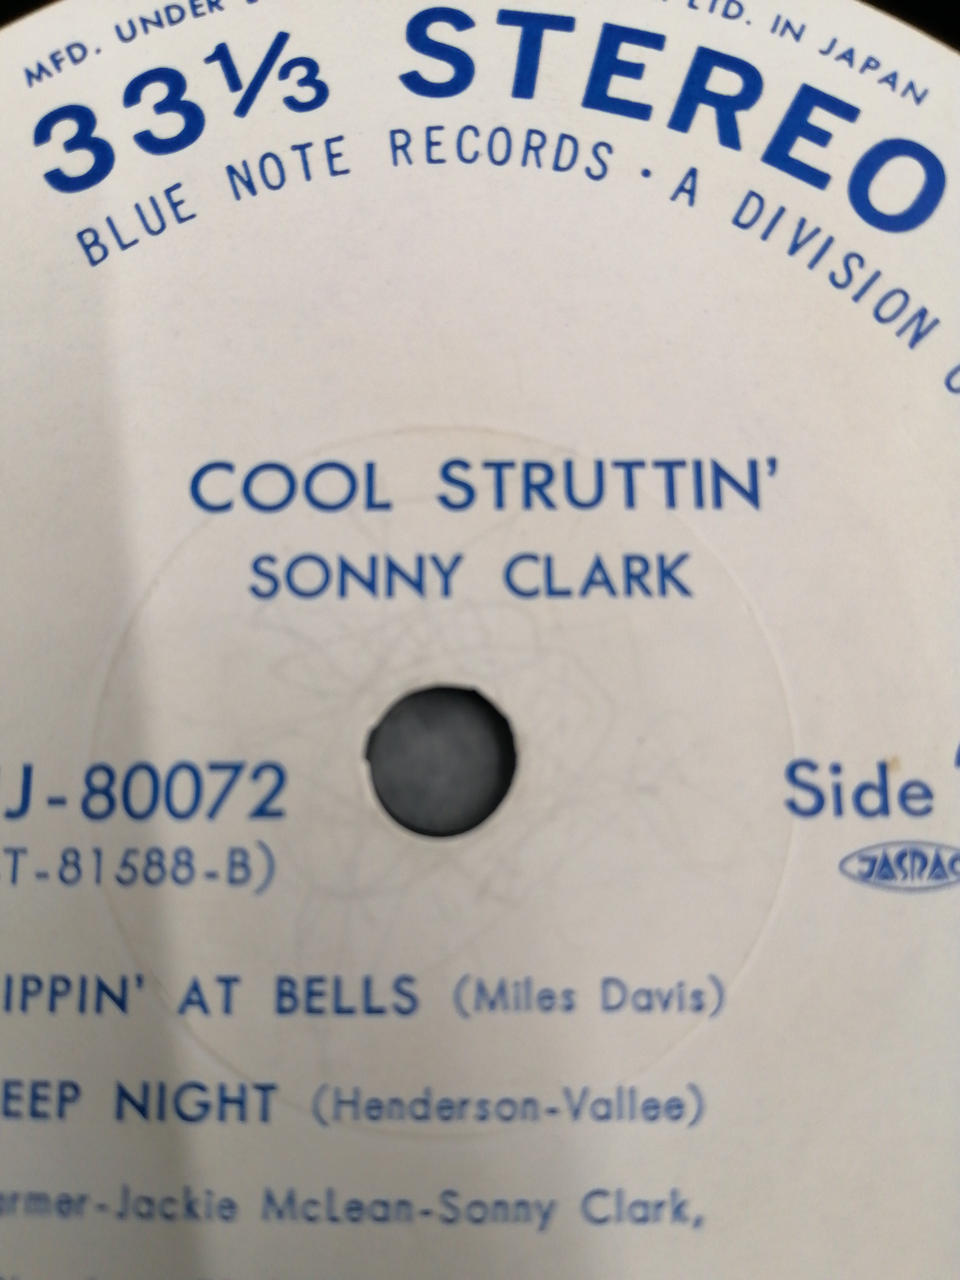 MFD. UNDER LTD. IN JAPAN
33⅓ STEREO
BLUE NOTE RECORDS · A DIVISION
COOL STRUTTIN'
SONNY CLARK
J-80072
T-81588-B)
Side
JASRAC
IPPIN' AT BELLS (Miles Davis)
EEP NIGHT (Henderson-Vallee)
rmer-Jackie McLean-Sonny Clark,